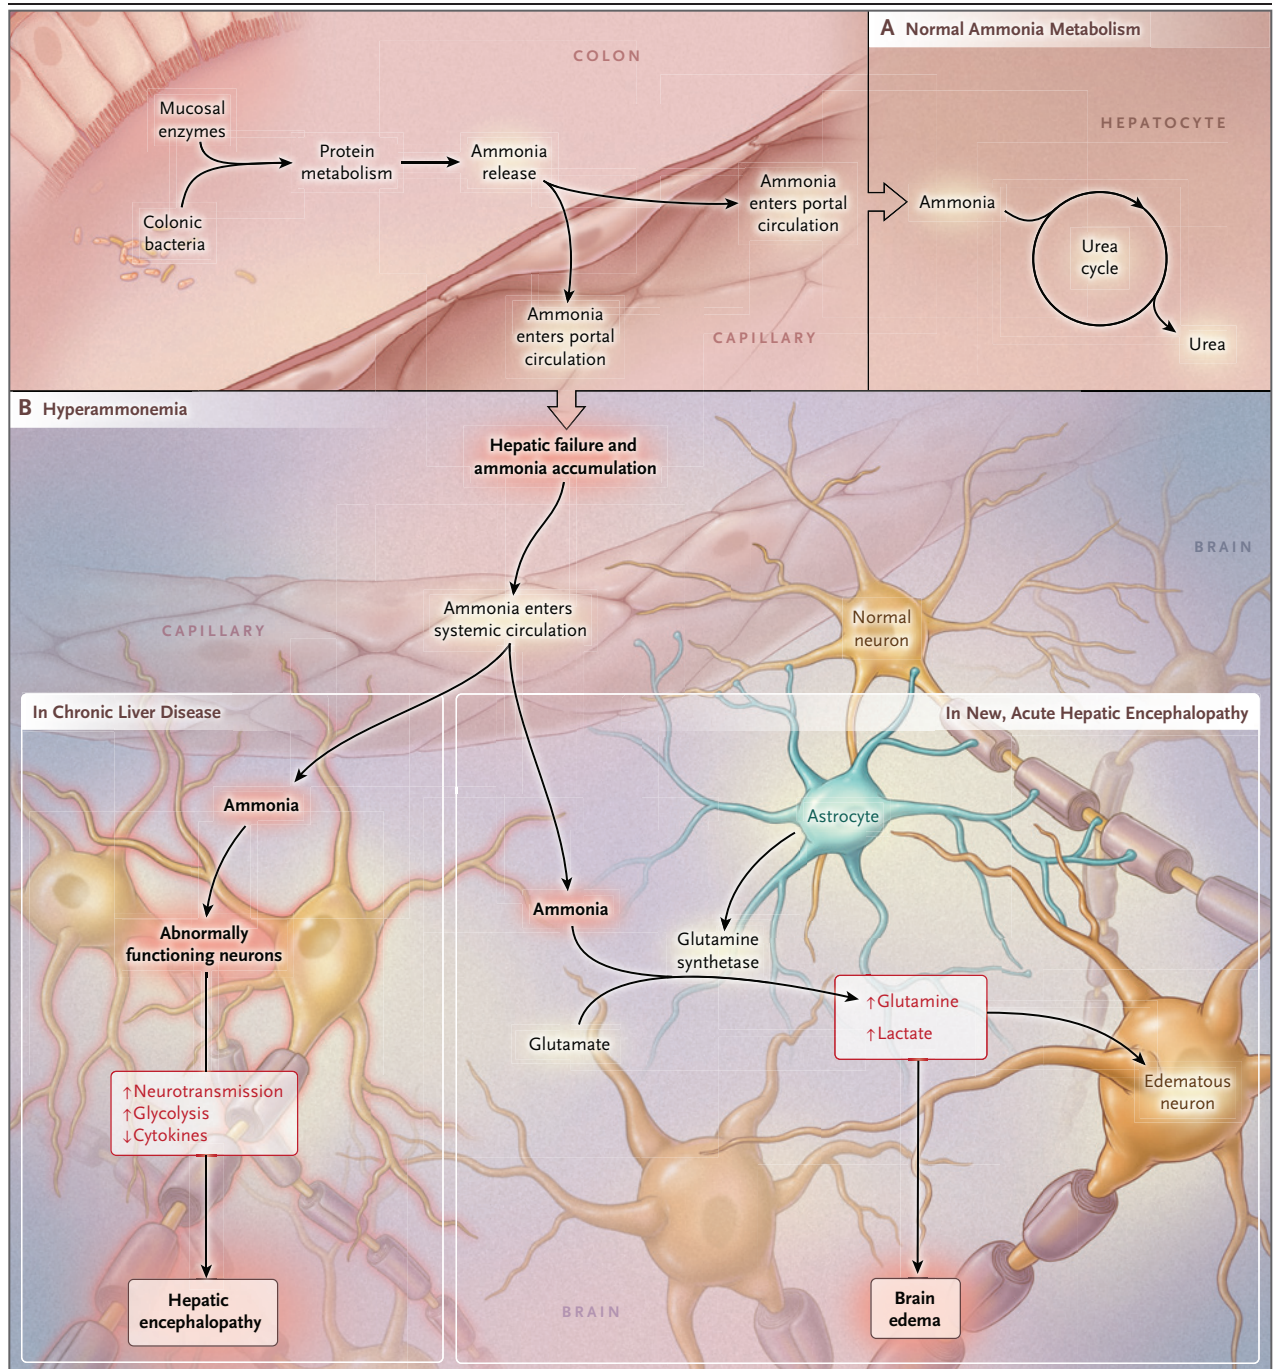 COLON
Mucosal
enzymes
Protein
metabolism
Ammonia
release
Colonic
bacteria
Ammonia
enters portal
circulation
Ammonia
enters portal
circulation
CAPILLARY
A Normal Ammonia Metabolism
HEPATOCYTE
Ammonia
Urea
cycle
Urea
B Hyperammonemia
Hepatic failure and
ammonia accumulation
BRAIN
Ammonia enters
systemic circulation
CAPILLARY
Normal
neuron
In Chronic Liver Disease
Ammonia
Abnormally
functioning neurons
↑Neurotransmission
↑Glycolysis
↓Cytokines
Hepatic
encephalopathy
In New, Acute Hepatic Encephalopathy
Astrocyte
Ammonia
Glutamine
synthetase
Glutamate
↑Glutamine
↑Lactate
Edematous
neuron
Brain
edema
BRAIN